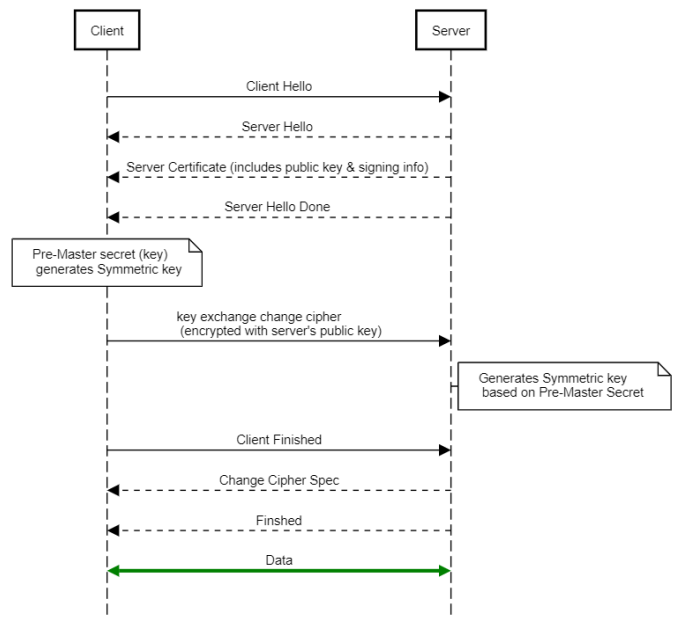 Client
Server
Client Hello
Server Hello
Server Certificate (includes public key & signing info)
Server Hello Done
Pre-Master secret (key)
generates Symmetric key
key exchange change cipher
(encrypted with server's public key)
Generates Symmetric key
based on Pre-Master Secret
Client Finished
Change Cipher Spec
Finshed
Data